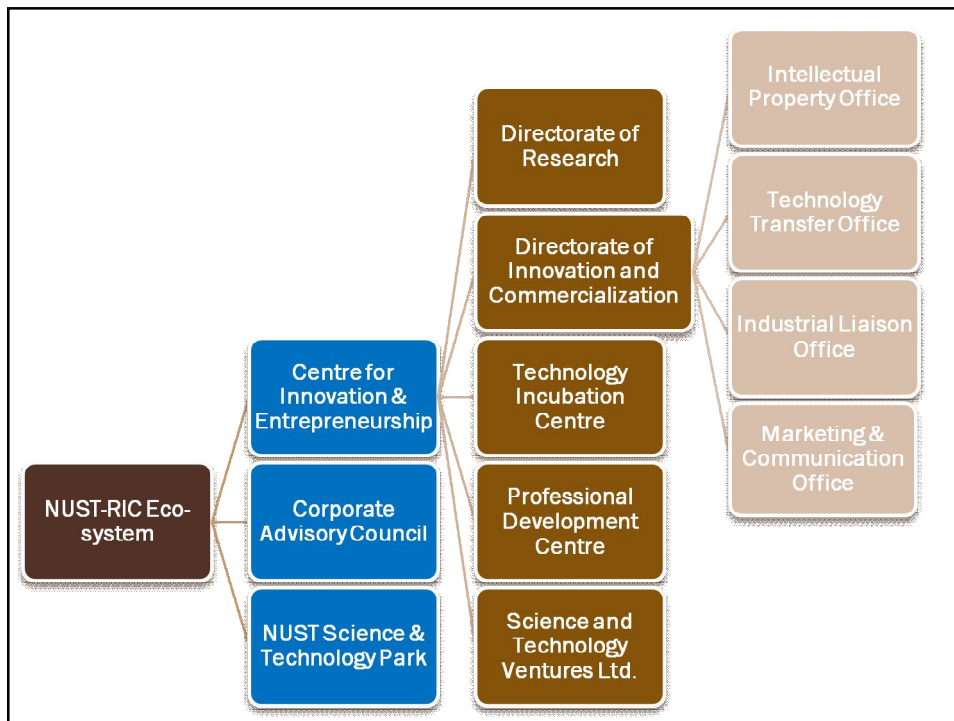 NUST-RIC Eco-
system
Centre for
Innovation &
Entrepreneurship
Corporate
Advisory Council
NUST Science &
Technology Park
Directorate of
Research
Directorate of
Innovation and
Commercialization
Technology
Incubation
Centre
Professional
Development
Centre
Science and
Technology
Ventures Ltd.
Intellectual
Property Office
Technology
Transfer Office
Industrial Liaison
Office
Marketing &
Communication
Office